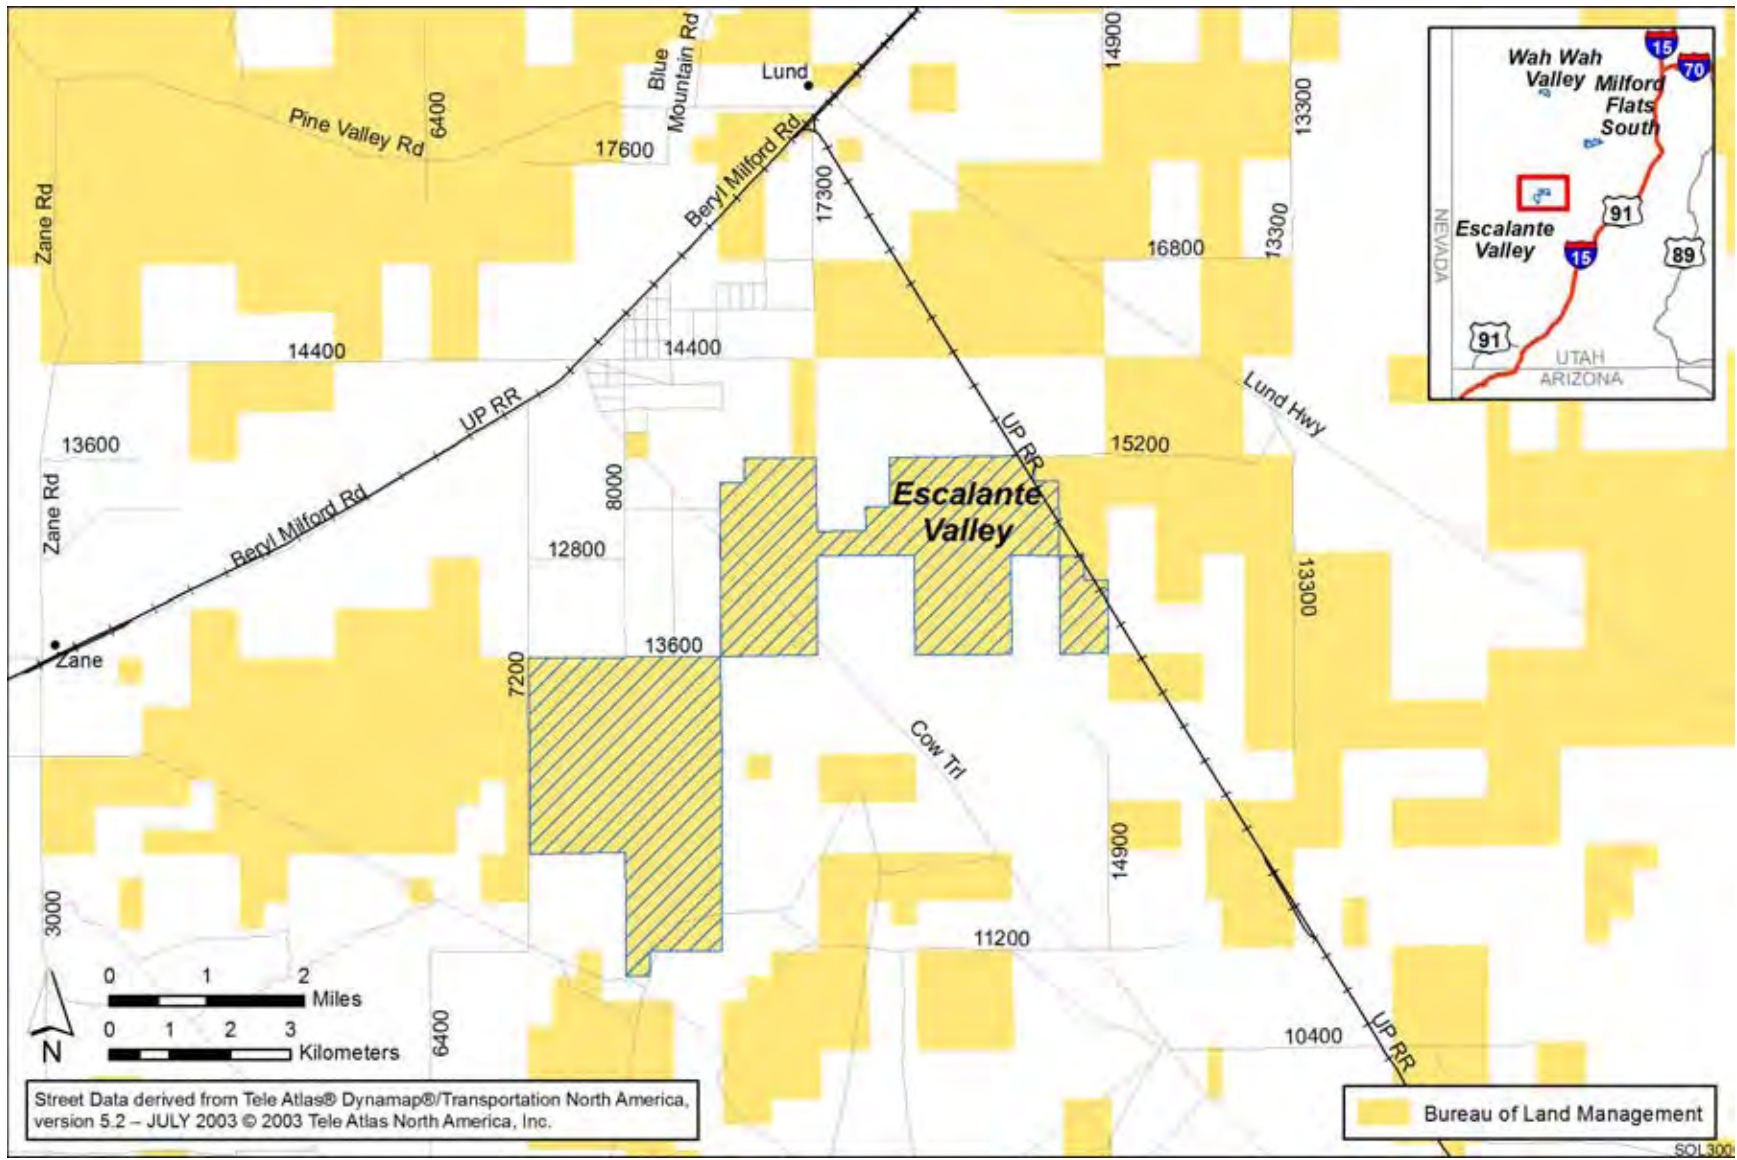 Lund
Blue
Mountain Rd
14900
13300
6400
Pine Valley Rd
17600
Beryl Milford Rd
17300
Zane Rd
16800
13300
14400
14400
UP RR
Lund Hwy
13600
UP RR
15200
8000
Zane Rd
Beryl Milford Rd
12800
Escalante
Valley
13300
Zane
13600
7200
Cow Trl
14900
3000
11200
6400
10400
UP RR
15
70
Wah Wah
Valley
Milford
Flats
South
91
NEVADA
Escalante
Valley
15
89
91
UTAH
ARIZONA
0 1 2
Miles
0 1 2 3
Kilometers
N
Street Data derived from Tele Atlas® Dynamap®/Transportation North America,
version 5.2 – JULY 2003 © 2003 Tele Atlas North America, Inc.
Bureau of Land Management
SOL300